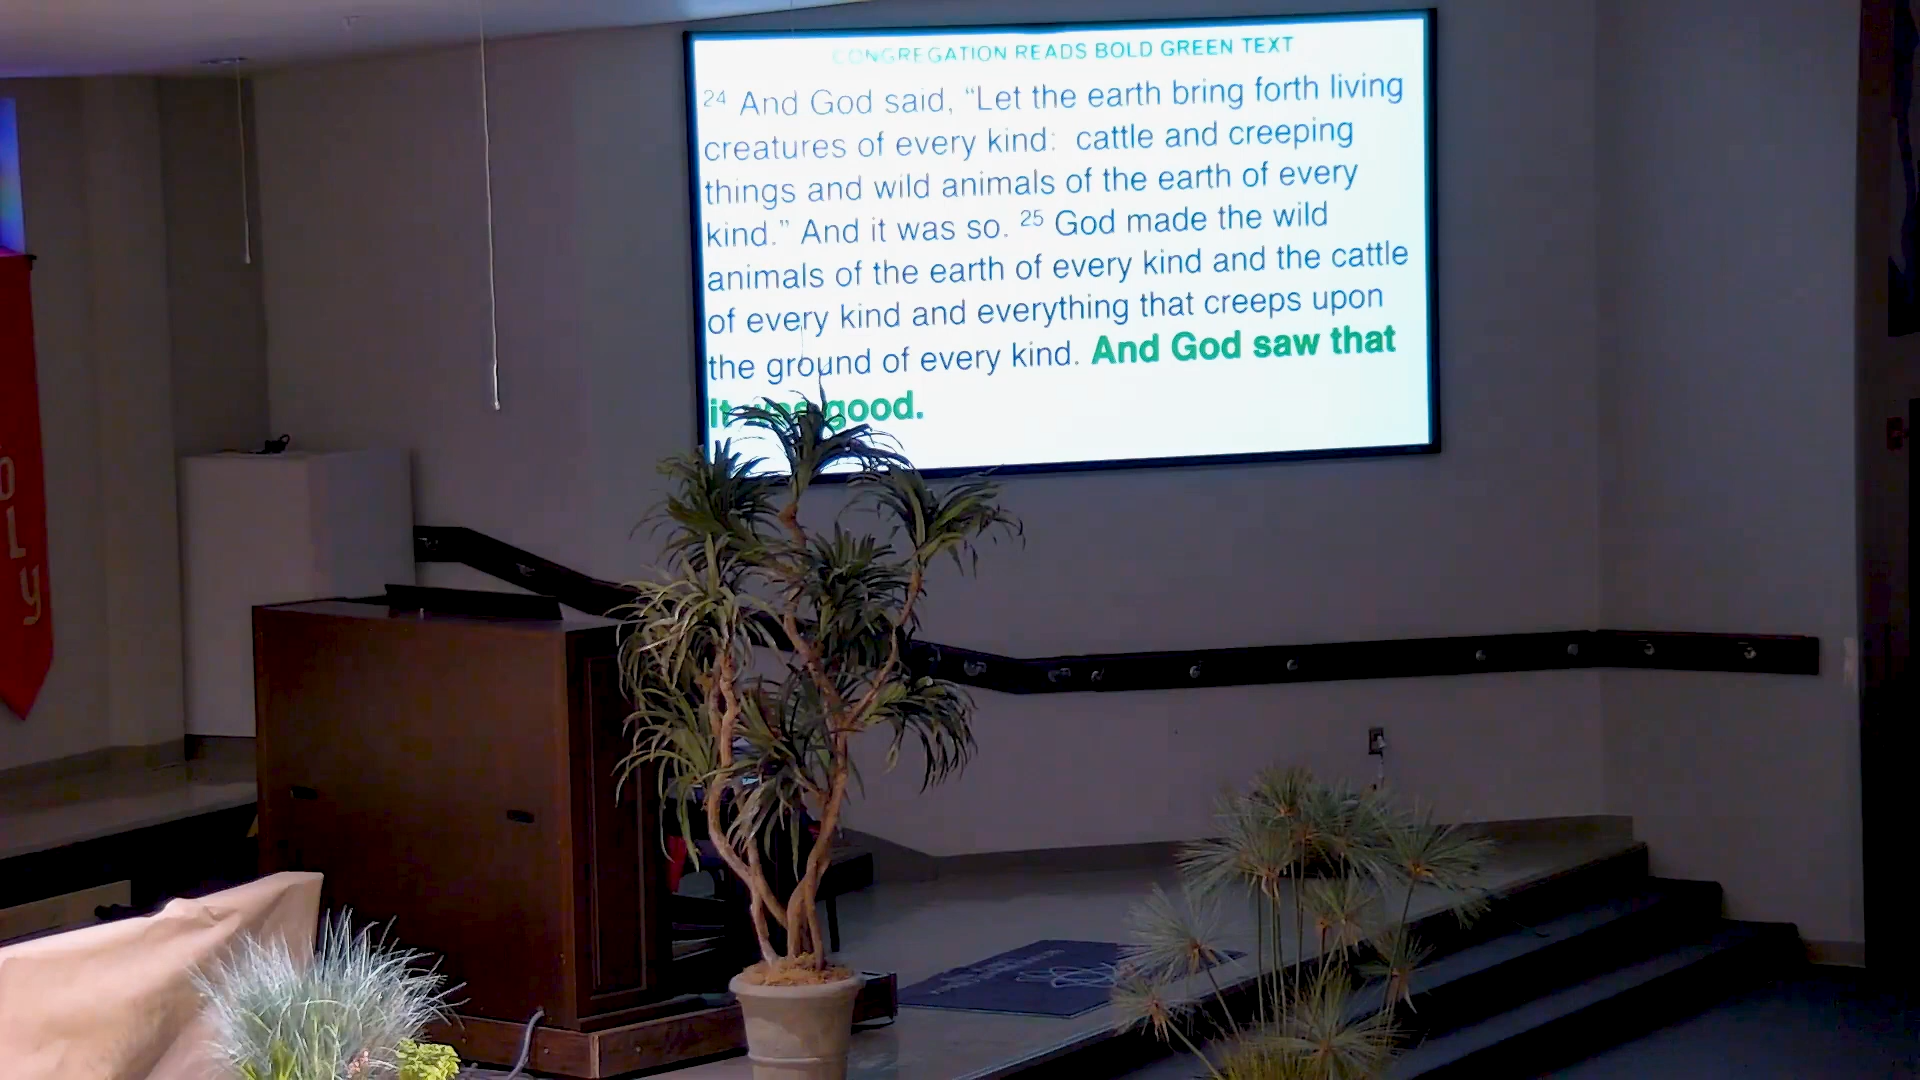 CONGREGATION READS BOLD GREEN TEXT
24 And God said, “Let the earth bring forth living
creatures of every kind: cattle and creeping
things and wild animals of the earth of every
kind.” And it was so. 25 God made the wild
animals of the earth of every kind and the cattle
of every kind and everything that creeps upon
the ground of every kind. And God saw that
it was good.
oly